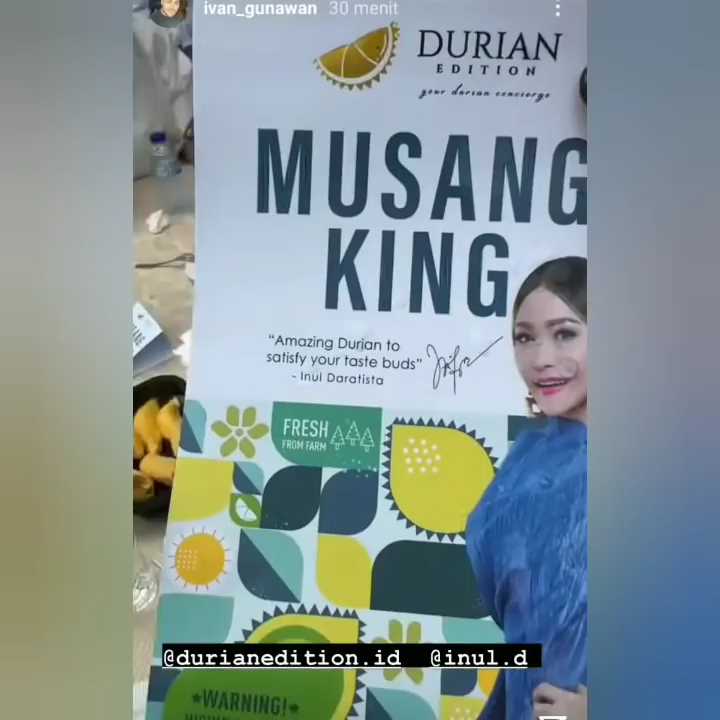 ivan_gunawan 30 menit
DURIAN
EDITION
your durian concierge
MUSANG
KING
"Amazing Durian to
satisfy your taste buds"
- Inul Daratista
FRESH
FROM FARM
@durianedition.id @inul.d
★WARNING!★